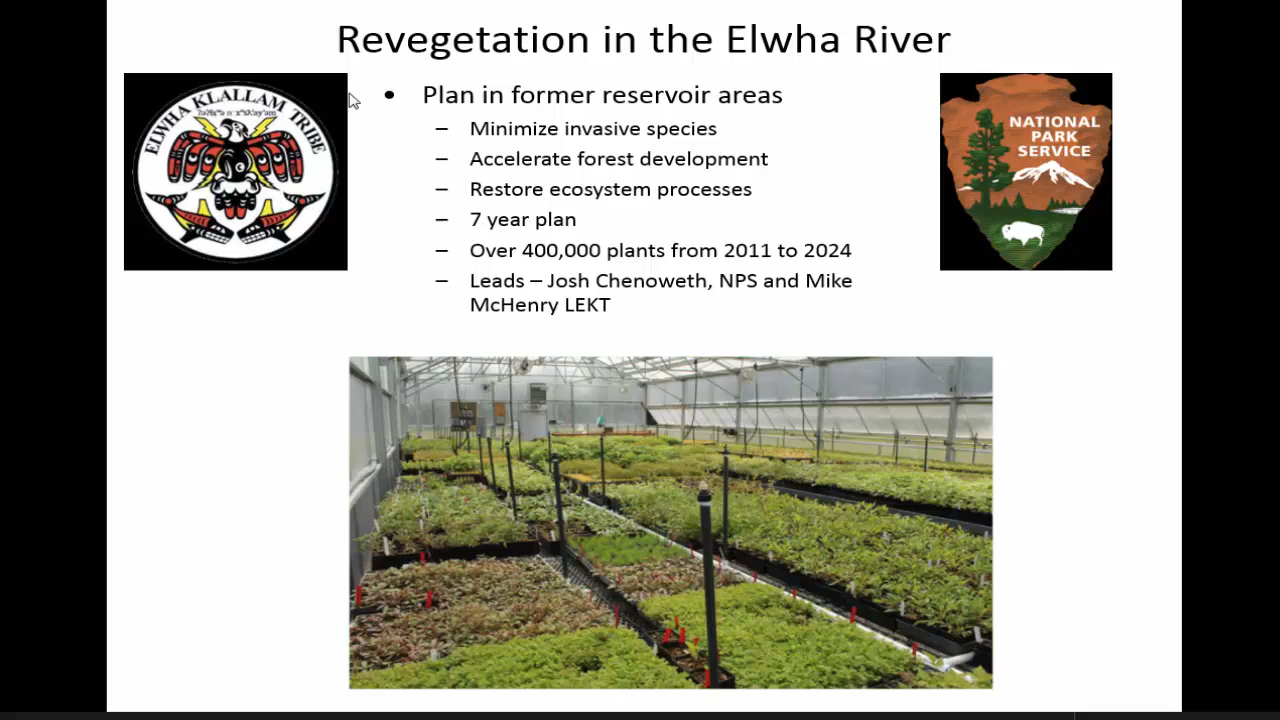 Revegetation in the Elwha River
ELWHA KLALLAM TRIBE
• Plan in former reservoir areas
– Minimize invasive species
– Accelerate forest development
– Restore ecosystem processes
– 7 year plan
– Over 400,000 plants from 2011 to 2024
– Leads – Josh Chenoweth, NPS and Mike
McHenry LEKT
NATIONAL
PARK
SERVICE